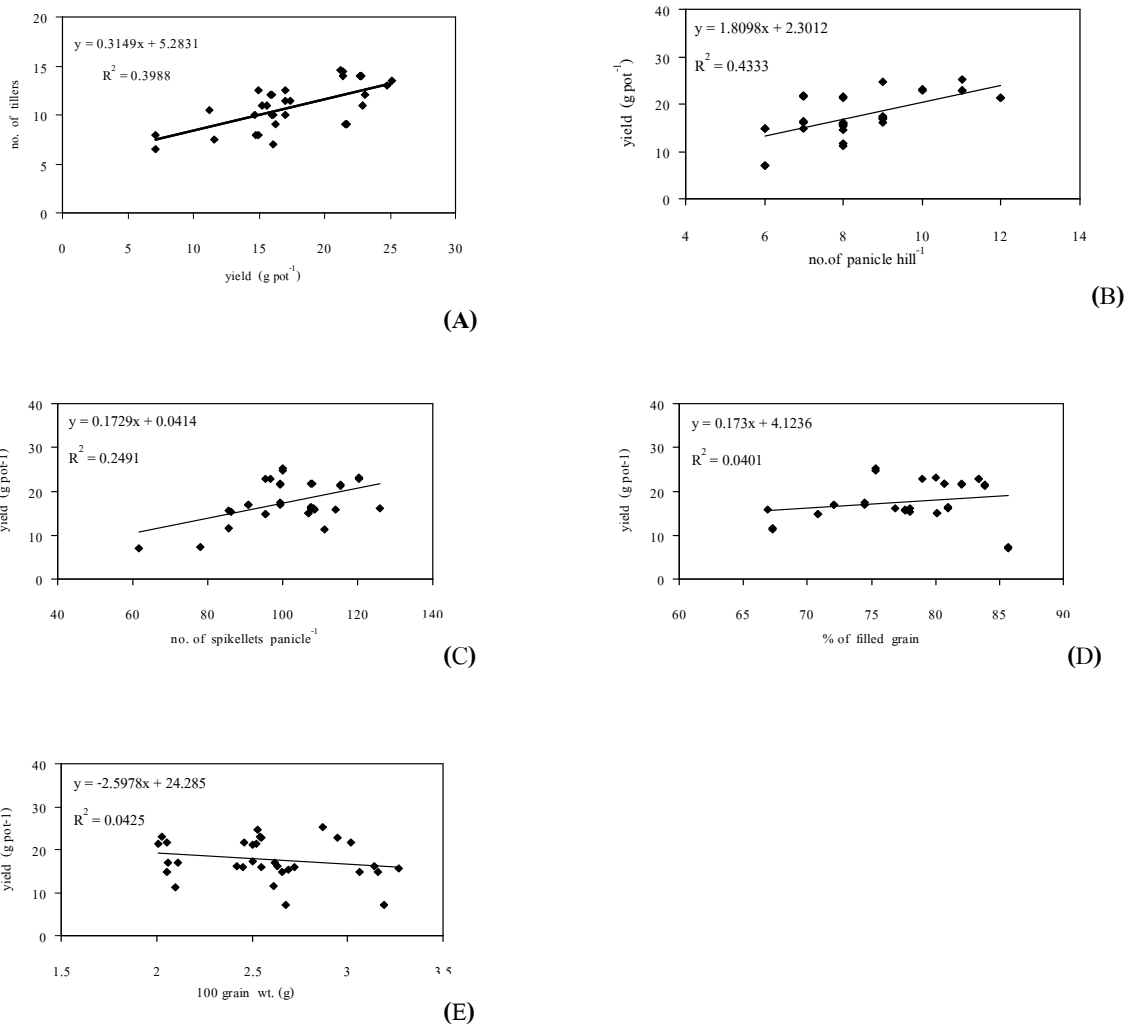 y = 0.3149x + 5.2831
R² = 0.3988
no. of tillers
20
15
10
5
0
0 5 10 15 20 25 30
yield (g pot⁻¹)
(A)
y = 1.8098x + 2.3012
R² = 0.4333
yield (g pot⁻¹)
40
30
20
10
0
4 6 8 10 12 14
no.of panicle hill⁻¹
(B)
y = 0.1729x + 0.0414
R² = 0.2491
yield (g pot-1)
40
30
20
10
0
40 60 80 100 120 140
no. of spikellets panicle⁻¹
(C)
y = 0.173x + 4.1236
R² = 0.0401
yield (g pot-1)
40
30
20
10
0
60 65 70 75 80 85 90
% of filled grain
(D)
y = -2.5978x + 24.285
R² = 0.0425
yield (g pot-1)
40
30
20
10
0
1.5 2 2.5 3 3.5
100 grain wt. (g)
(E)